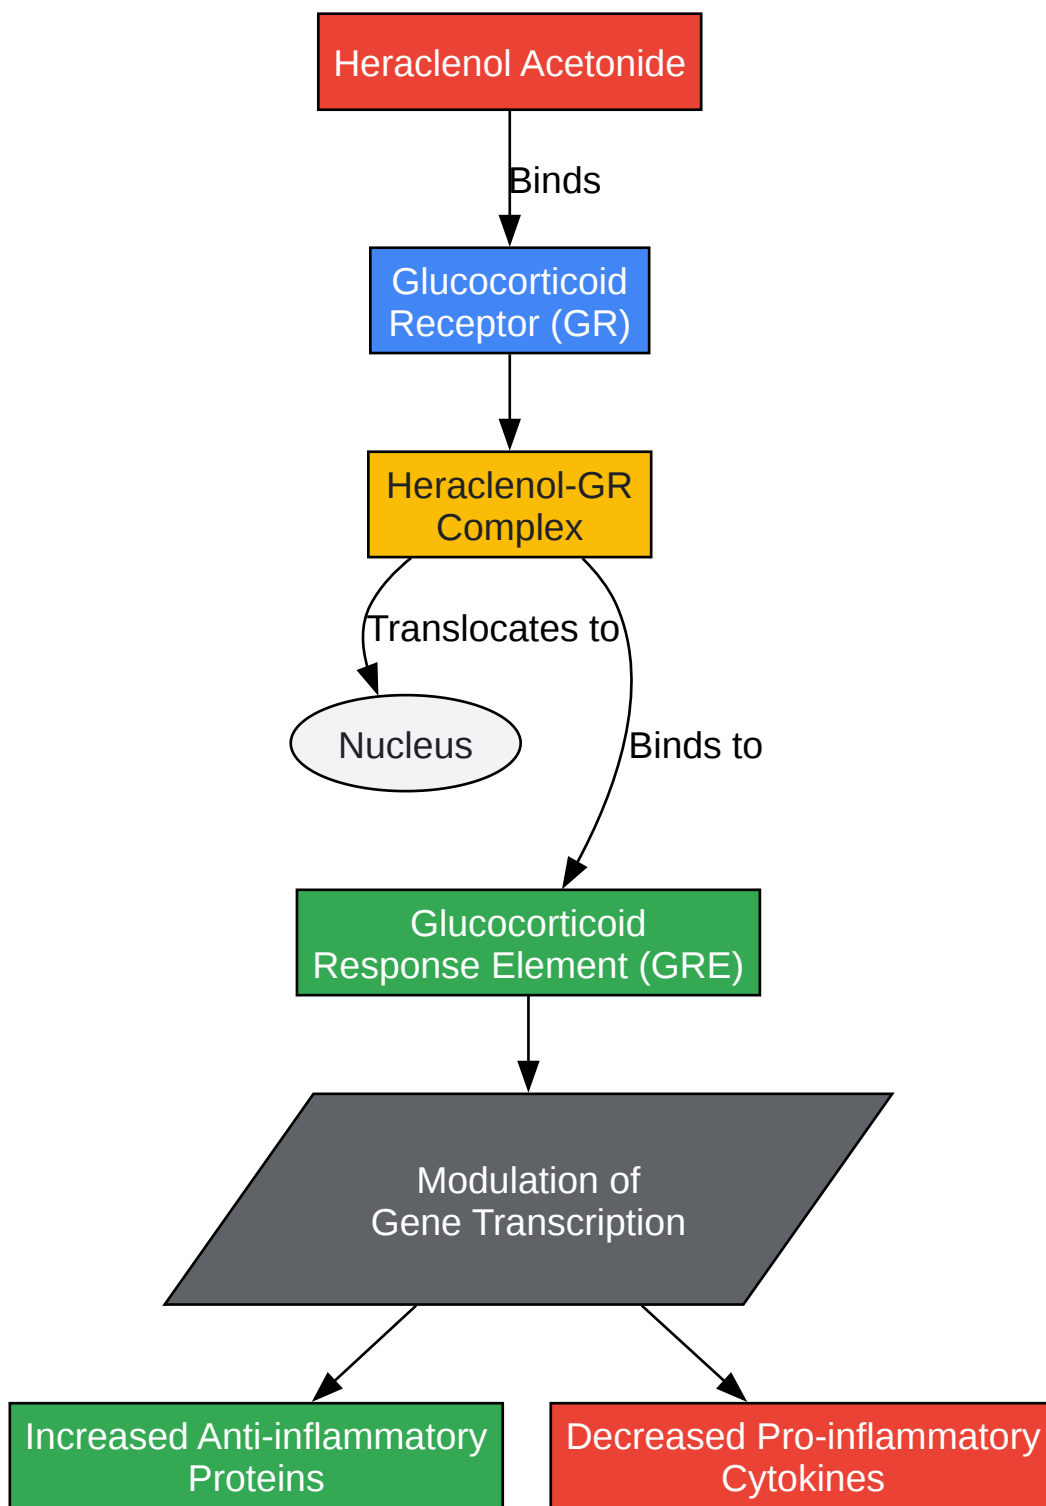 Heraclenol Acetonide
Binds
Glucocorticoid
Receptor (GR)
Heraclenol-GR
Complex
Translocates to
Nucleus
Binds to
Glucocorticoid
Response Element (GRE)
Modulation of
Gene Transcription
Increased Anti-inflammatory
Proteins
Decreased Pro-inflammatory
Cytokines